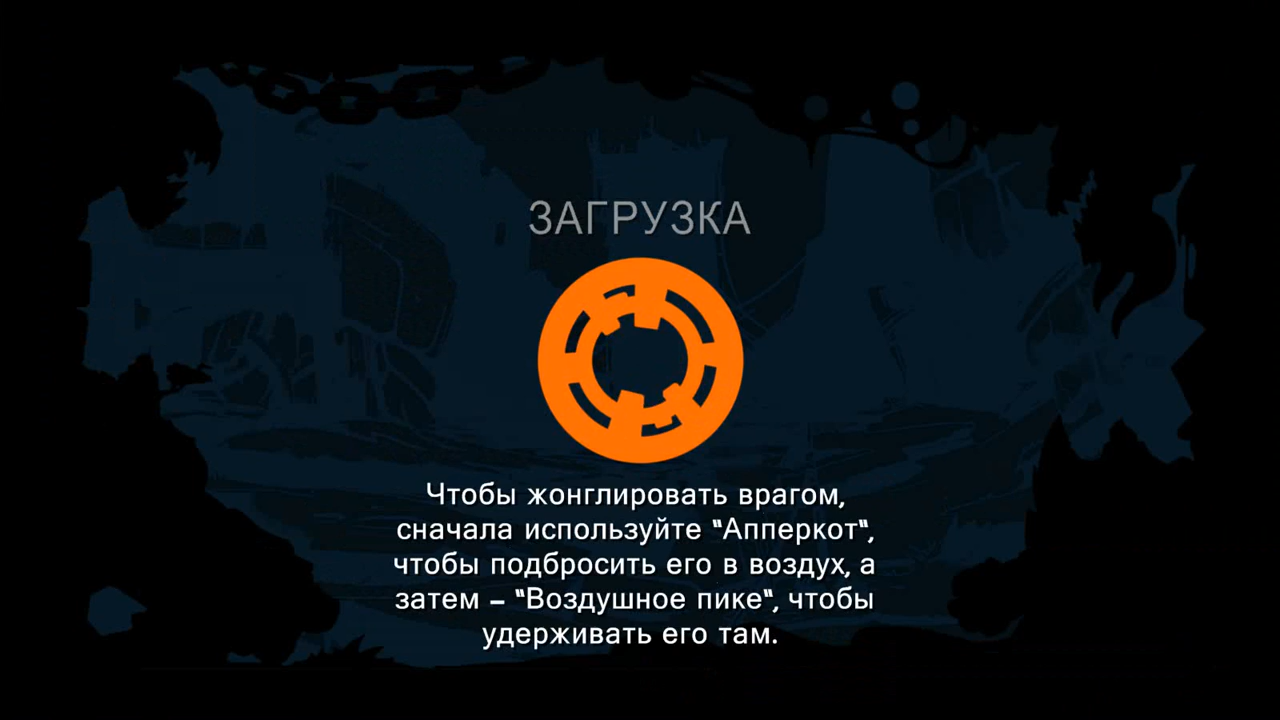 ЗАГРУЗКА
Чтобы жонглировать врагом,
сначала используйте "Апперкот",
чтобы подбросить его в воздух, а
затем – "Воздушное пике", чтобы
удерживать его там.